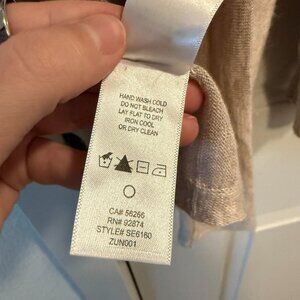 HAND WASH COLD
DO NOT BLEACH
LAY FLAT TO DRY
IRON COOL
OR DRY CLEAN
CA# 56266
RN# 92874
STYLE# SE6160
ZUN001